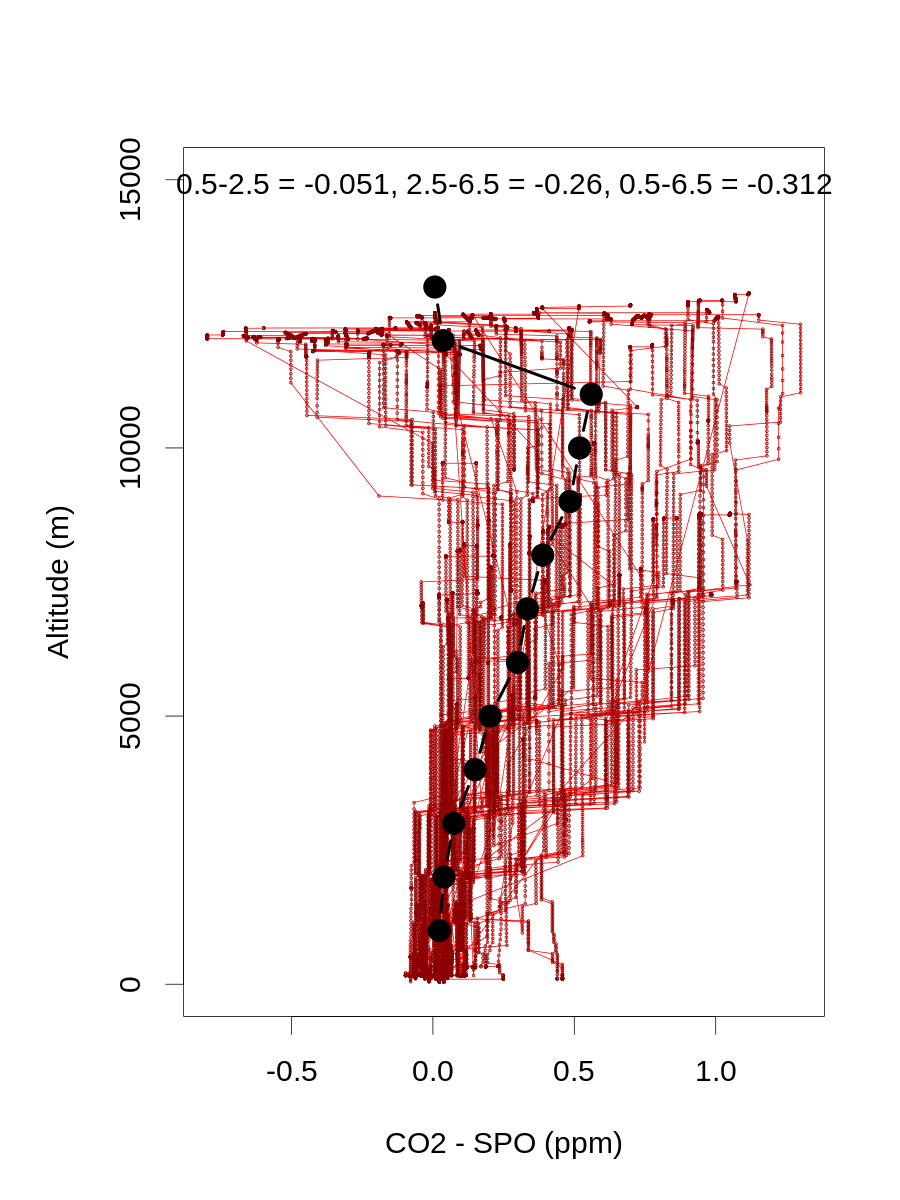 0.5-2.5 = -0.051, 2.5-6.5 = -0.26, 0.5-6.5 = -0.312
15000
10000
5000
0
Altitude (m)
-0.5 0.0 0.5 1.0
CO2 - SPO (ppm)